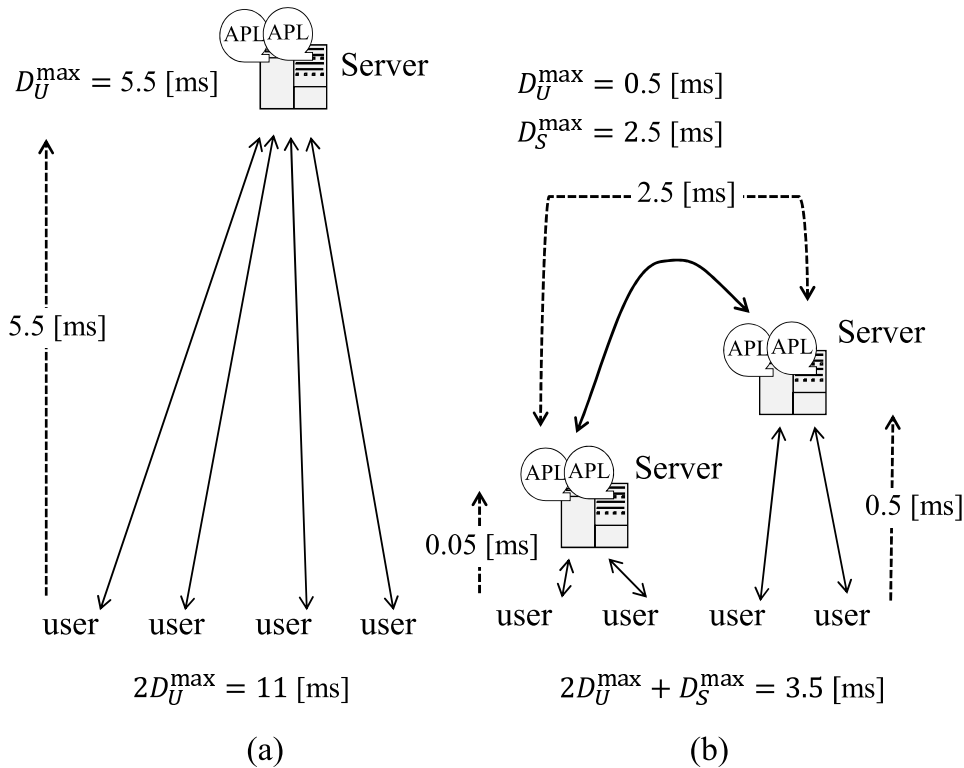 APL APL
Server
D_U^max = 5.5 [ms]
5.5 [ms]
user user user user
2D_U^max = 11 [ms]
(a)
D_U^max = 0.5 [ms]
D_S^max = 2.5 [ms]
2.5 [ms]
APL APL
Server
APL APL
Server
0.05 [ms]
0.5 [ms]
user user user user
2D_U^max + D_S^max = 3.5 [ms]
(b)